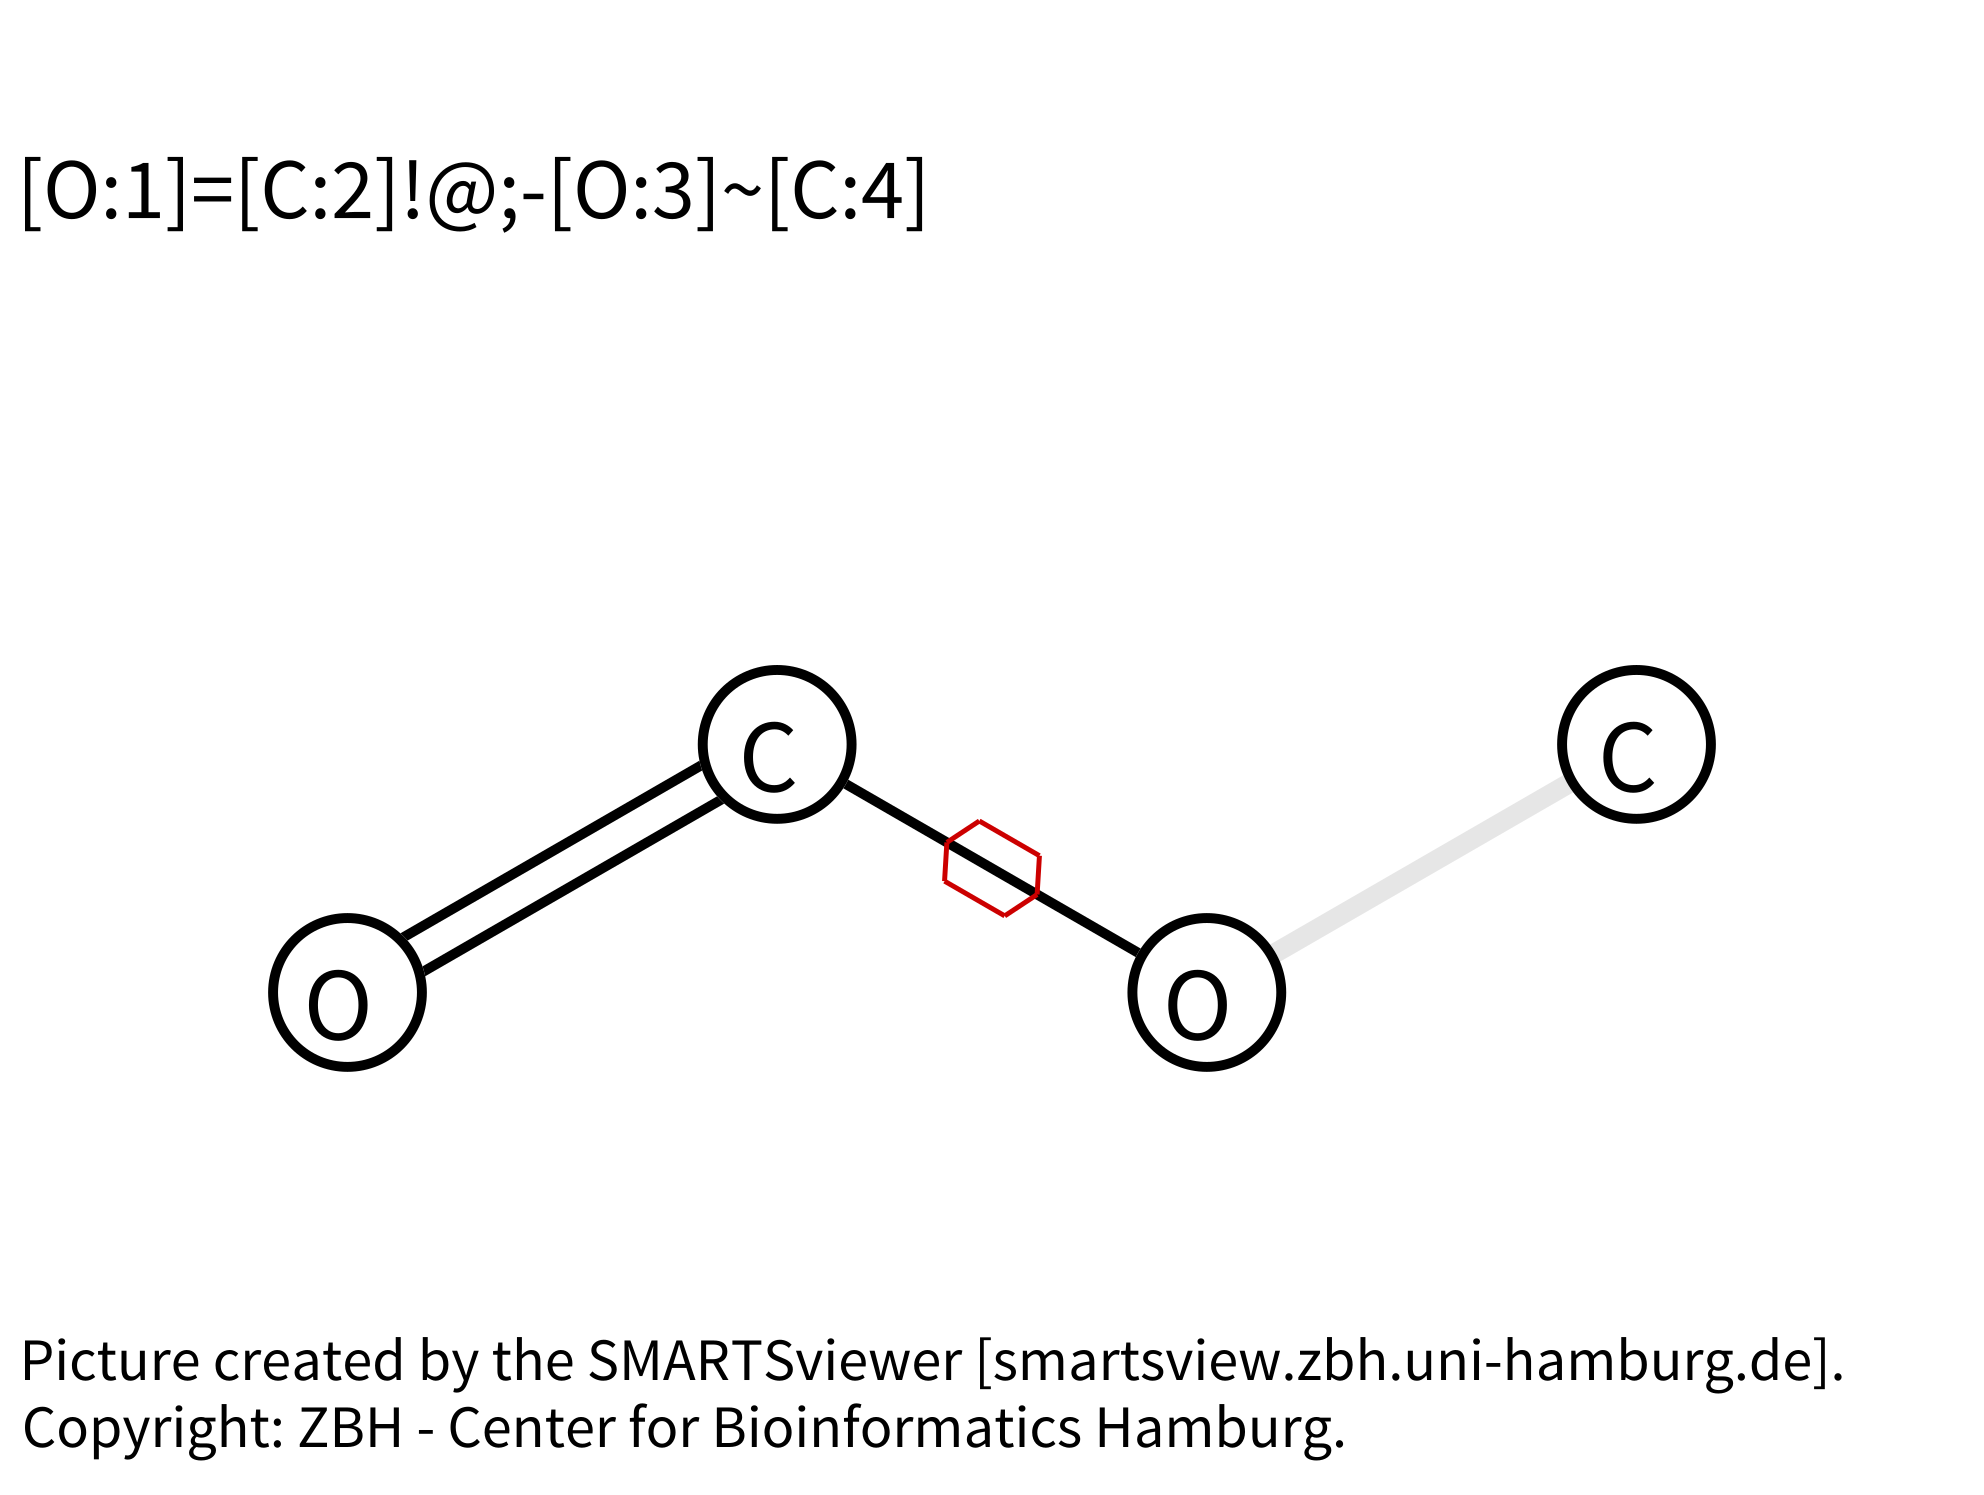 [O:1]=[C:2]!@;-[O:3]~[C:4]
C
C
O
O
Picture created by the SMARTSviewer [smartsview.zbh.uni-hamburg.de].
Copyright: ZBH - Center for Bioinformatics Hamburg.